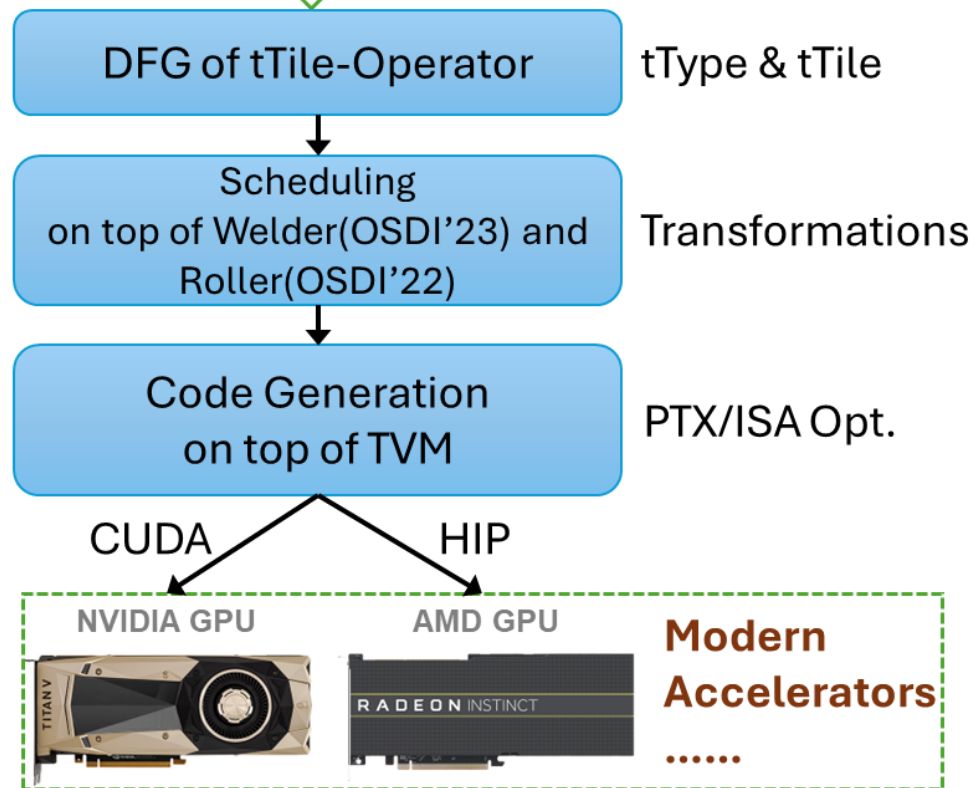 DFG of tTile-Operator
tType & tTile
Scheduling
on top of Welder(OSDI’23) and
Roller(OSDI’22)
Transformations
Code Generation
on top of TVM
PTX/ISA Opt.
CUDA
HIP
NVIDIA GPU
AMD GPU
Modern
Accelerators
......
TITAN V
RADEON INSTINCT